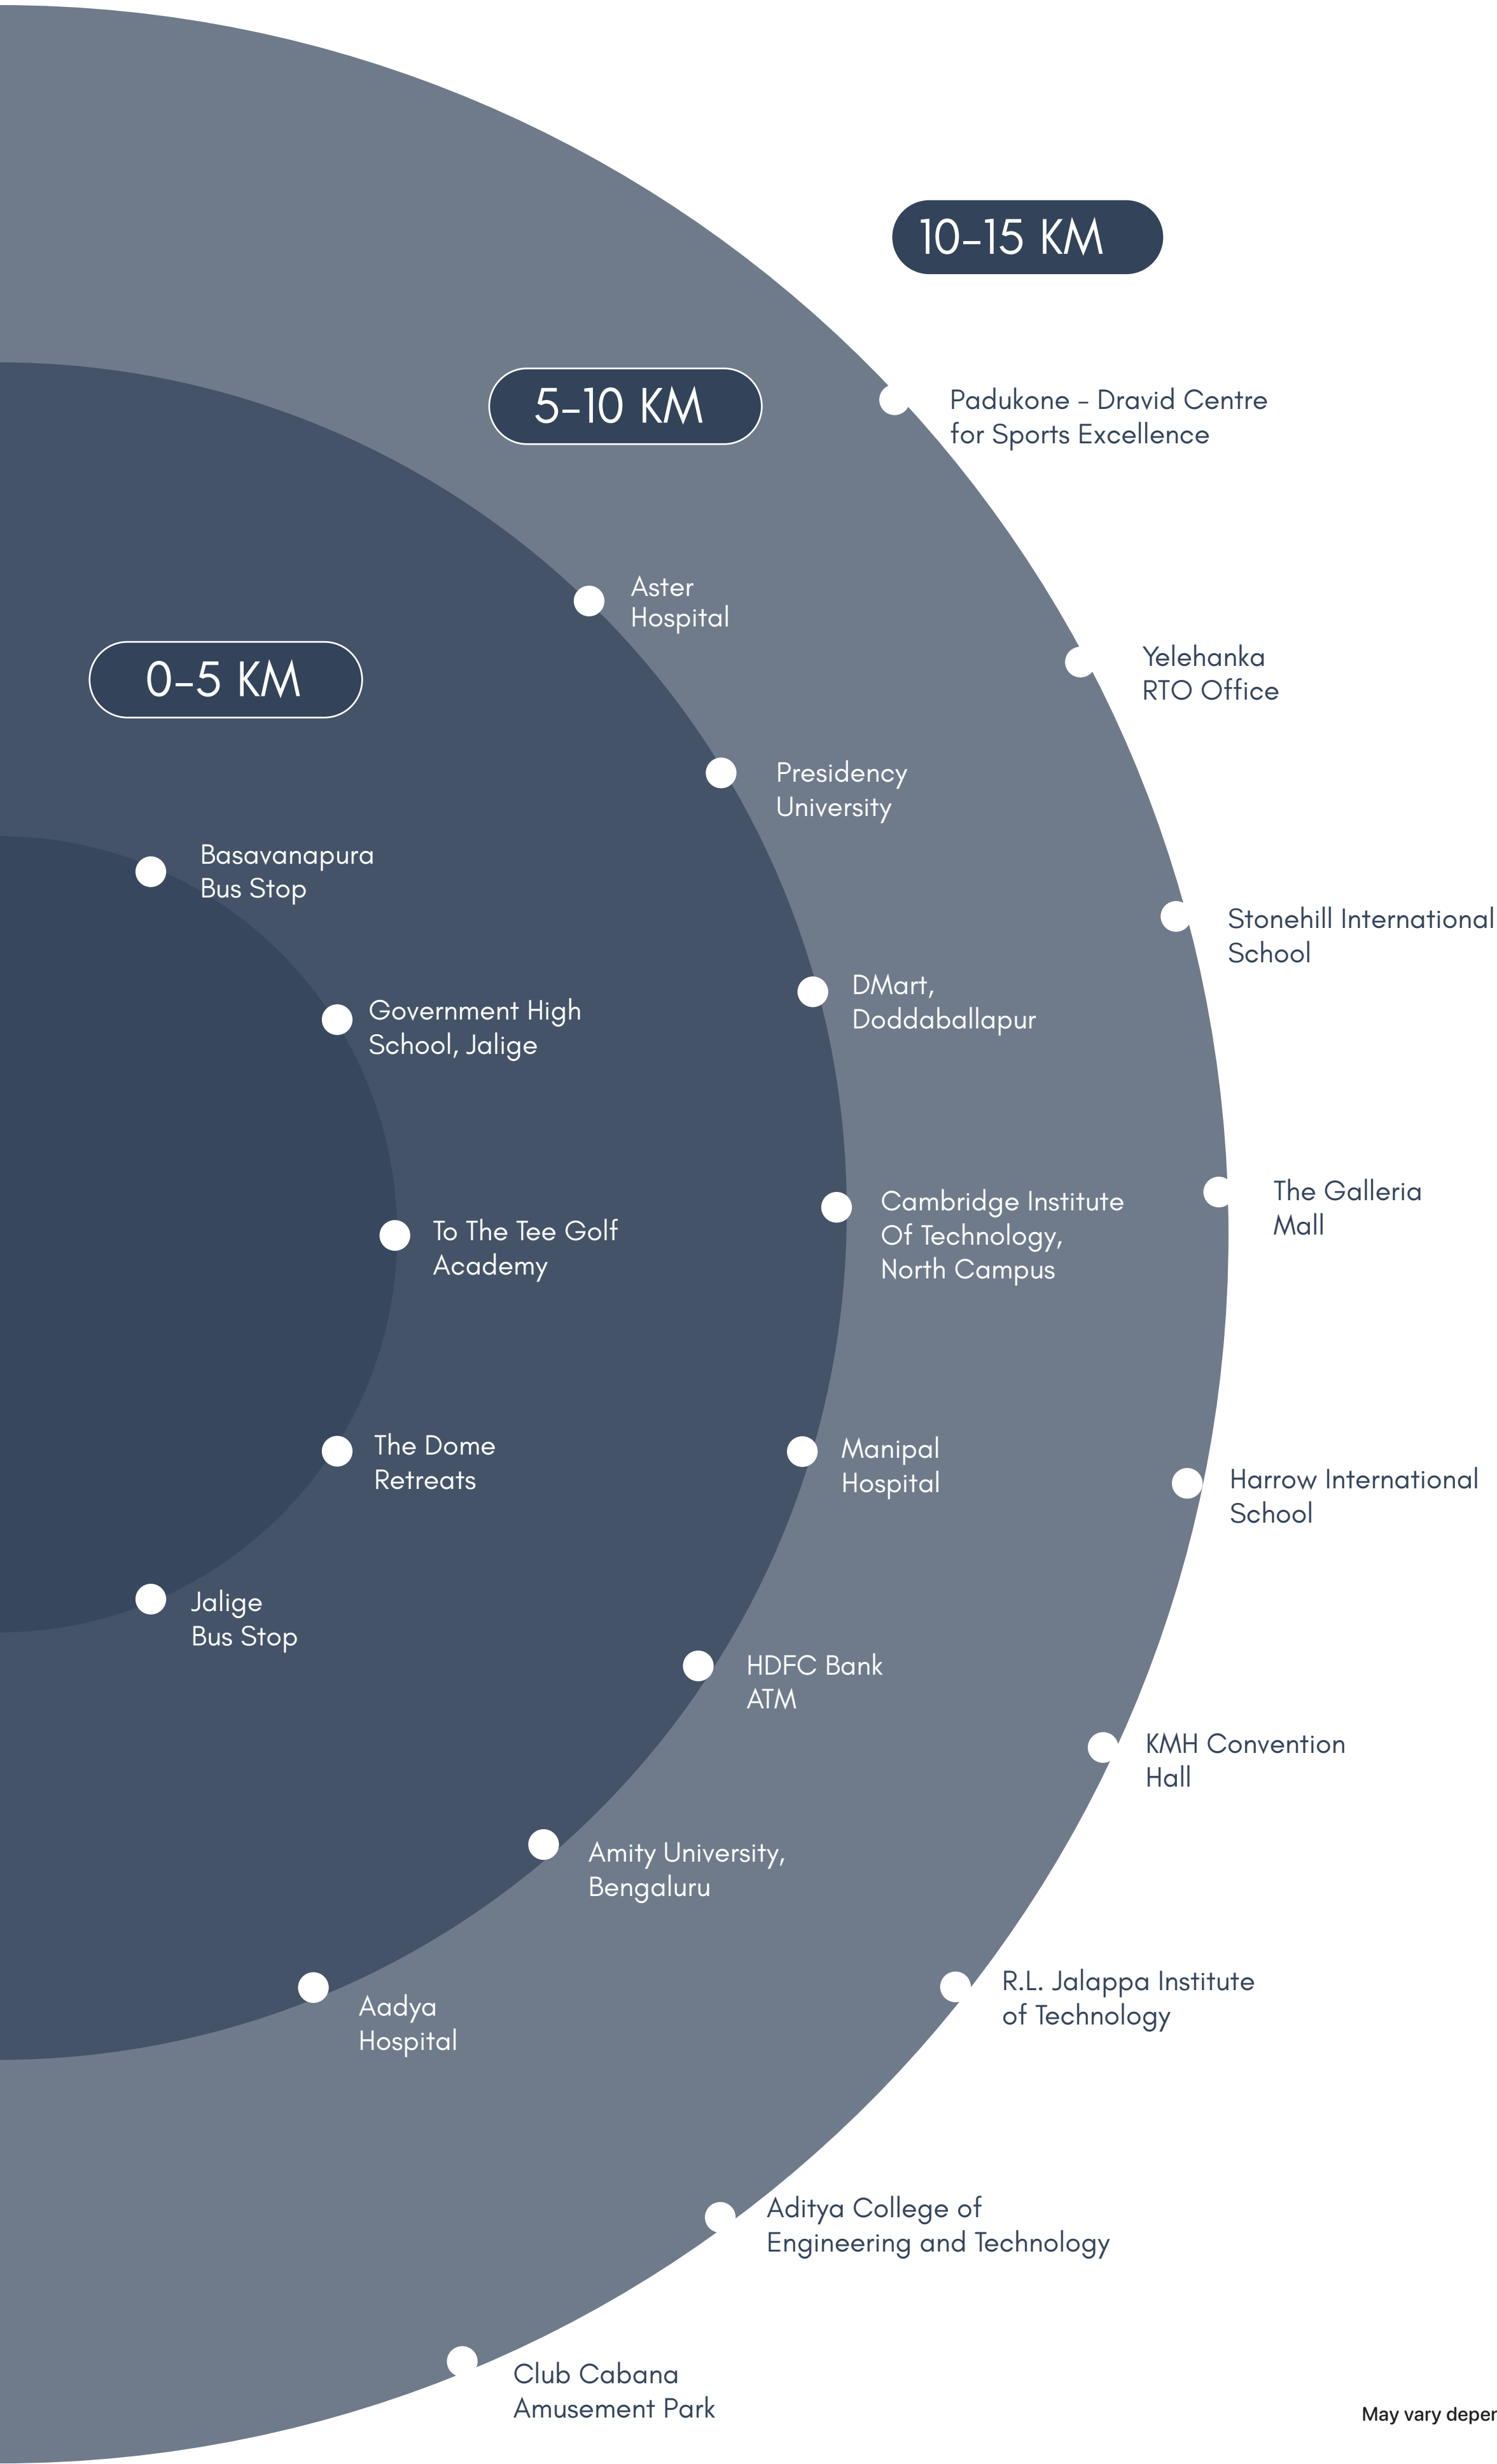 10–15 KM
5–10 KM
Padukone – Dravid Centre
for Sports Excellence
Aster
Hospital
0–5 KM
Yelehanka
RTO Office
Presidency
University
Basavanapura
Bus Stop
Stonehill International
School
DMart,
Doddaballapur
Government High
School, Jalige
Cambridge Institute
Of Technology,
North Campus
The Galleria
Mall
To The Tee Golf
Academy
The Dome
Retreats
Manipal
Hospital
Harrow International
School
Jalige
Bus Stop
HDFC Bank
ATM
KMH Convention
Hall
Amity University,
Bengaluru
Aadya
Hospital
R.L. Jalappa Institute
of Technology
Aditya College of
Engineering and Technology
Club Cabana
Amusement Park
May vary